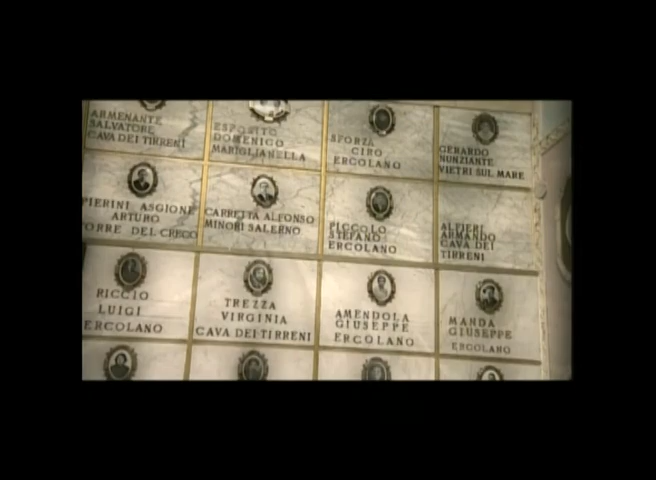 ARMENANTE
SALVATORE
CAVA DEI TIRRENI
ESPOSITO
DOMENICO
MARIGLIANELLA
SFORZA
CIRO
ERCOLANO
GERARDO
NUNZIANTE
VIETRI SUL MARE
PIERINI ASGIONE
ARTURO
TORRE DEL GRECO
CARRETTA ALFONSO
MINORI SALERNO
PICCOLO
STEFANO
ERCOLANO
ALFIERI
ARMANDO
CAVA DEI
TIRRENI
RICCIO
LUIGI
ERCOLANO
TREZZA
VIRGINIA
CAVA DEI TIRRENI
AMENDOLA
GIUSEPPE
ERCOLANO
MANDA
GIUSEPPE
ERCOLANO